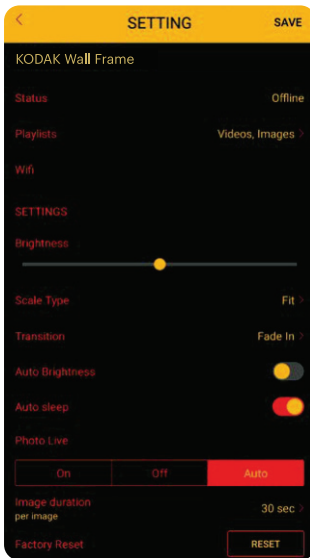 SETTING SAVE
KODAK Wall Frame
Status Offline
Playlists Videos, Images
Wifi
SETTINGS
Brightness
Scale Type Fit
Transition Fade In
Auto Brightness
Auto sleep
Photo Live
On Off Auto
Image duration 30 sec
per image
Factory Reset RESET